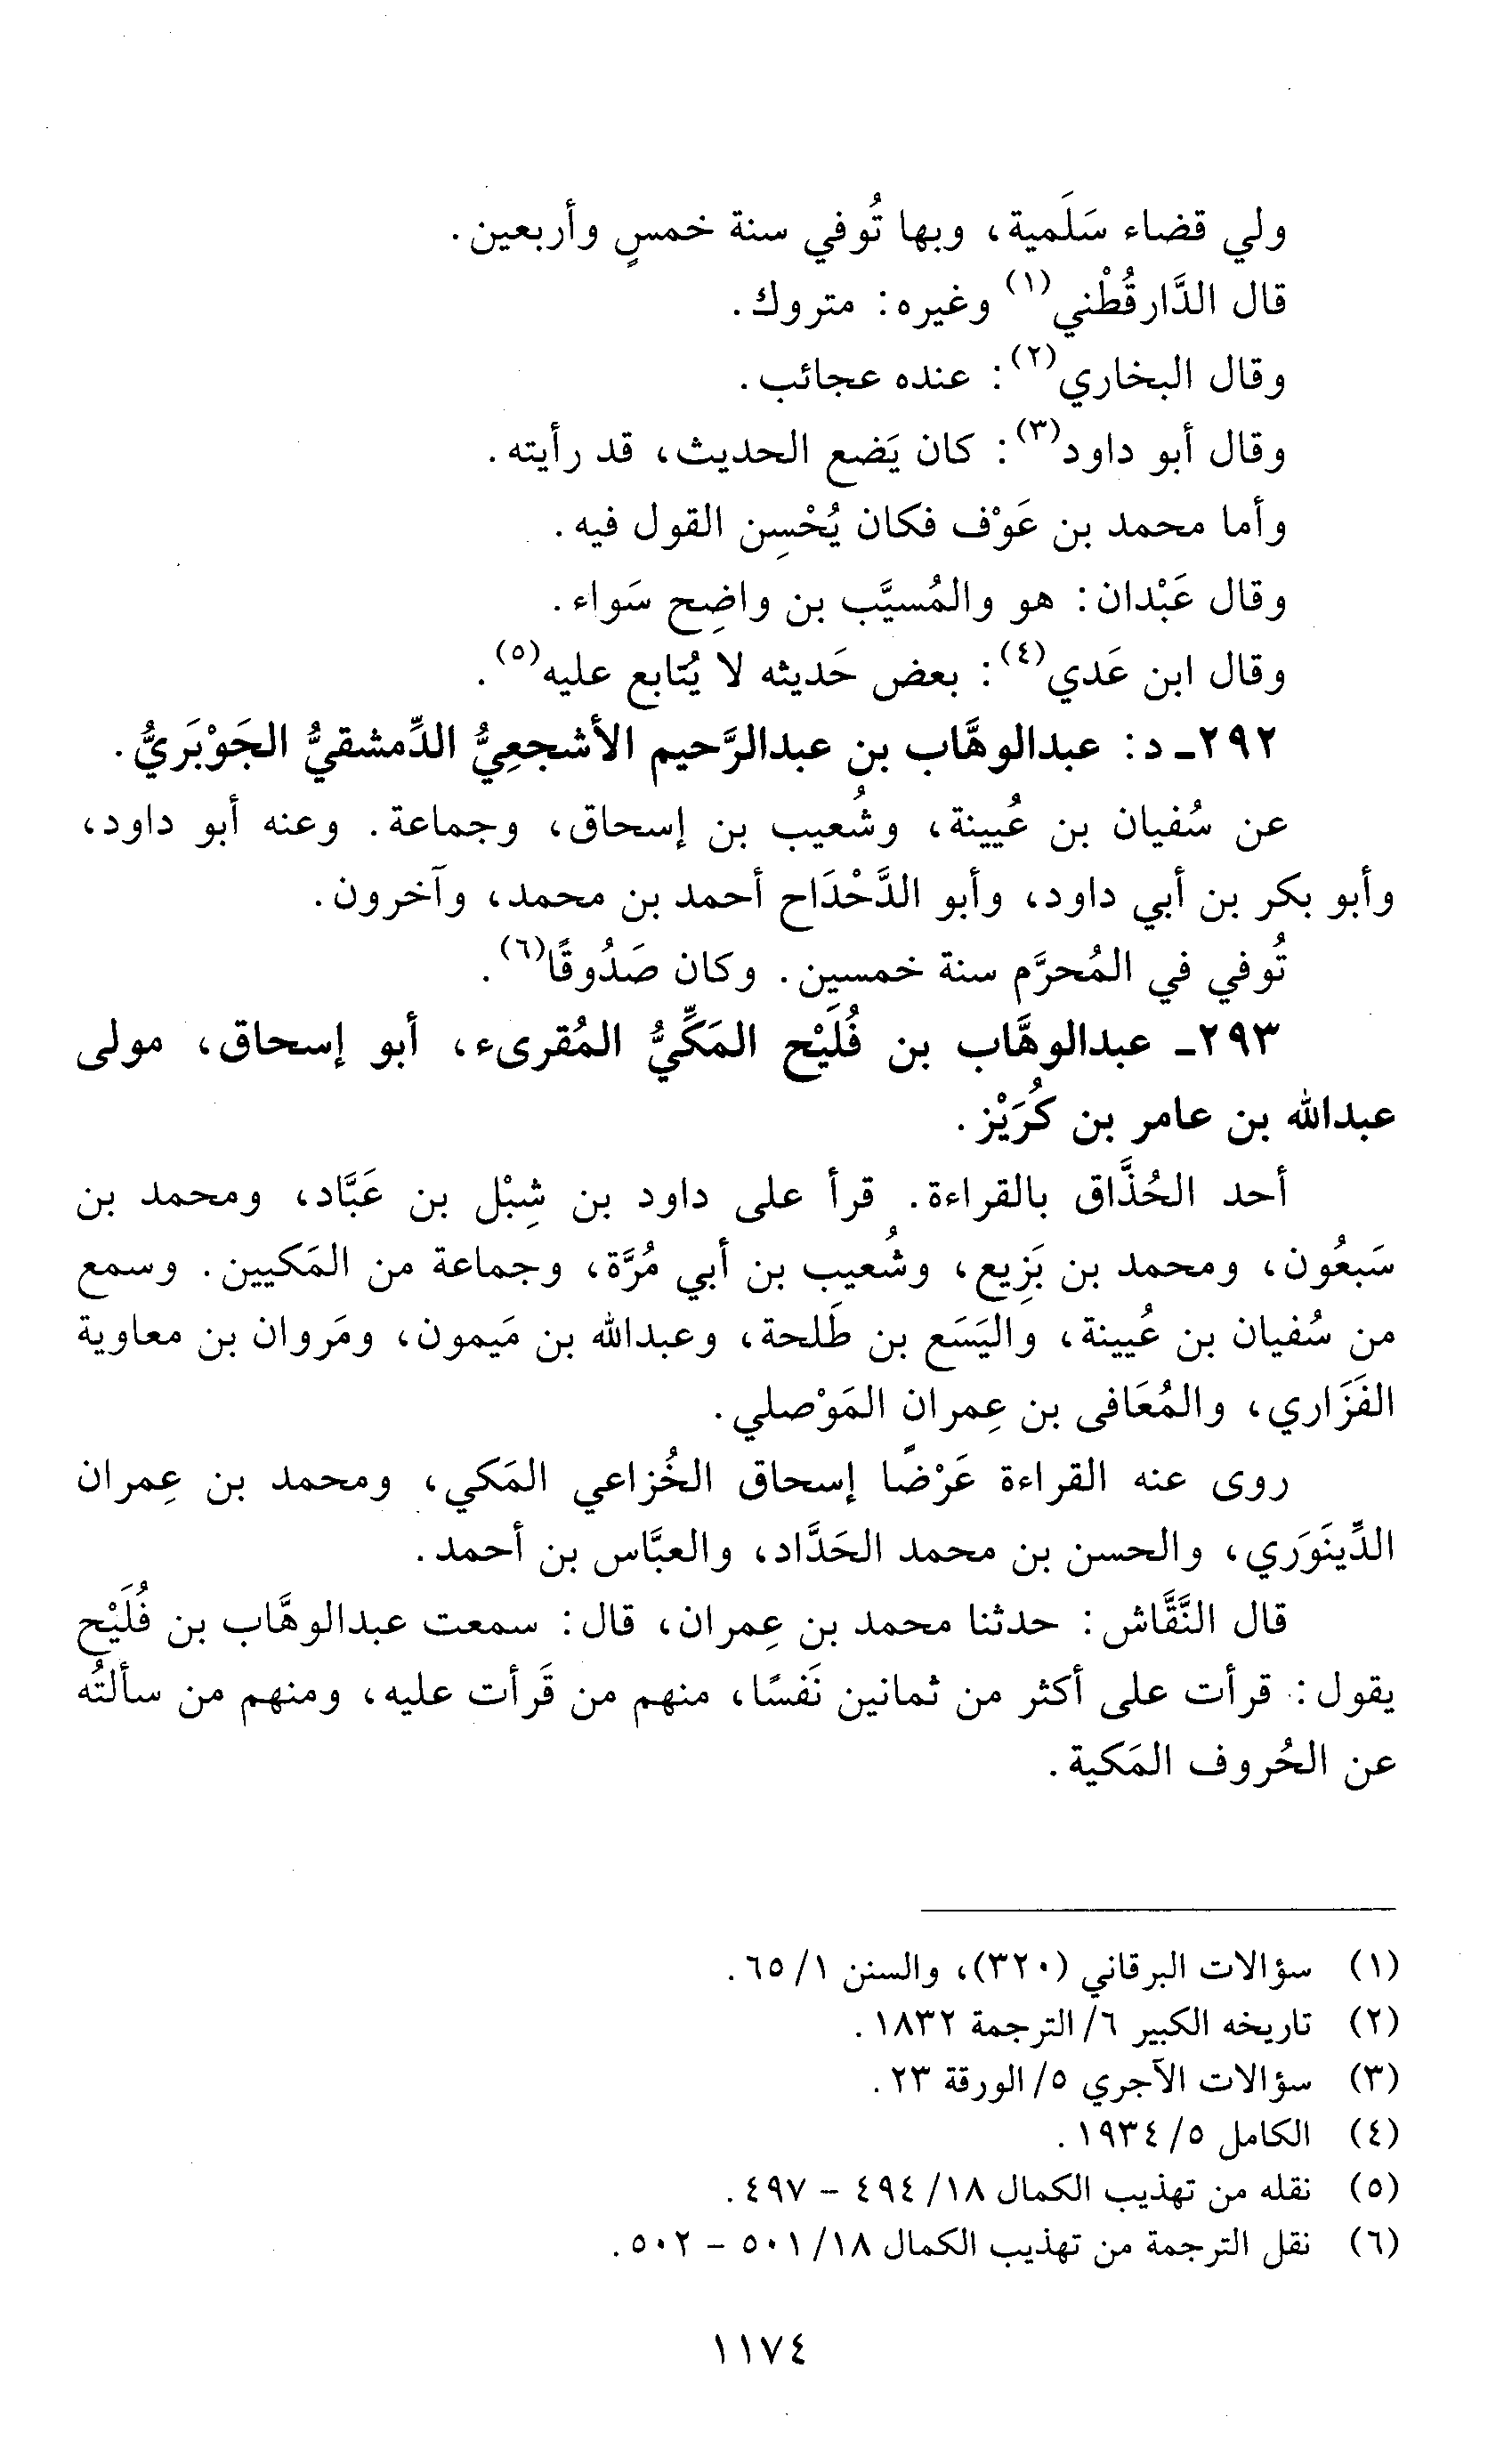 ولي قضاء سَلَمية، وبها تُوفي سنة خمسٍ وأربعين.
قال الدَّارقُطْني(١) وغيره: متروك.
وقال البخاري(٢): عنده عجائب.
وقال أبو داود(٣): كان يَضع الحديث، قد رأيته.
وأما محمد بن عَوْف فكان يُحْسِن القول فيه.
وقال عَبْدان: هو والمُسيَّب بن واضِح سَواء.
وقال ابن عَدي(٤): بعض حَديثه لا يُتابع عليه(٥).
٢٩٢- د: عبدالوهَّاب بن عبدالرَّحيم الأشجعِيُّ الدِّمشقيُّ الجَوْبَريُّ.
عن سُفيان بن عُيينة، وشُعيب بن إسحاق، وجماعة. وعنه أبو داود،
وأبو بكر بن أبي داود، وأبو الدَّحْدَاح أحمد بن محمد، وآخرون.
تُوفي في المُحرَّم سنة خمسين. وكان صَدُوقًا(٦).
٢٩٣- عبدالوهَّاب بن فُلَيْح المَكِّيُّ المُقرىء، أبو إسحاق، مولى
عبدالله بن عامر بن كُرَيْز.
أحد الحُذَّاق بالقراءة. قرأ على داود بن شِبْل بن عَبَّاد، ومحمد بن
سَبعُون، ومحمد بن بَزِيع، وشُعيب بن أبي مُرَّة، وجماعة من المَكيين. وسمع
من سُفيان بن عُيينة، واليَسَع بن طَلحة، وعبدالله بن مَيمون، ومَروان بن معاوية
الفَزَاري، والمُعَافى بن عِمران المَوْصلي.
روى عنه القراءة عَرْضًا إسحاق الخُزاعي المَكي، ومحمد بن عِمران
الدِّينَوَري، والحسن بن محمد الحَدَّاد، والعبَّاس بن أحمد.
قال النَّقَّاش: حدثنا محمد بن عِمران، قال: سمعت عبدالوهَّاب بن فُلَيْح
يقول: قرأت على أكثر من ثمانين نَفسًا، منهم من قَرأت عليه، ومنهم من سألتُه
عن الحُروف المَكية.
(١) سؤالات البرقاني (٣٢٠)، والسنن ١/ ٦٥.
(٢) تاريخه الكبير ٦/ الترجمة ١٨٣٢.
(٣) سؤالات الآجري ٥/ الورقة ٢٣.
(٤) الكامل ٥/ ١٩٣٤.
(٥) نقله من تهذيب الكمال ١٨/ ٤٩٤ - ٤٩٧.
(٦) نقل الترجمة من تهذيب الكمال ١٨/ ٥٠١ - ٥٠٢.
١١٧٤